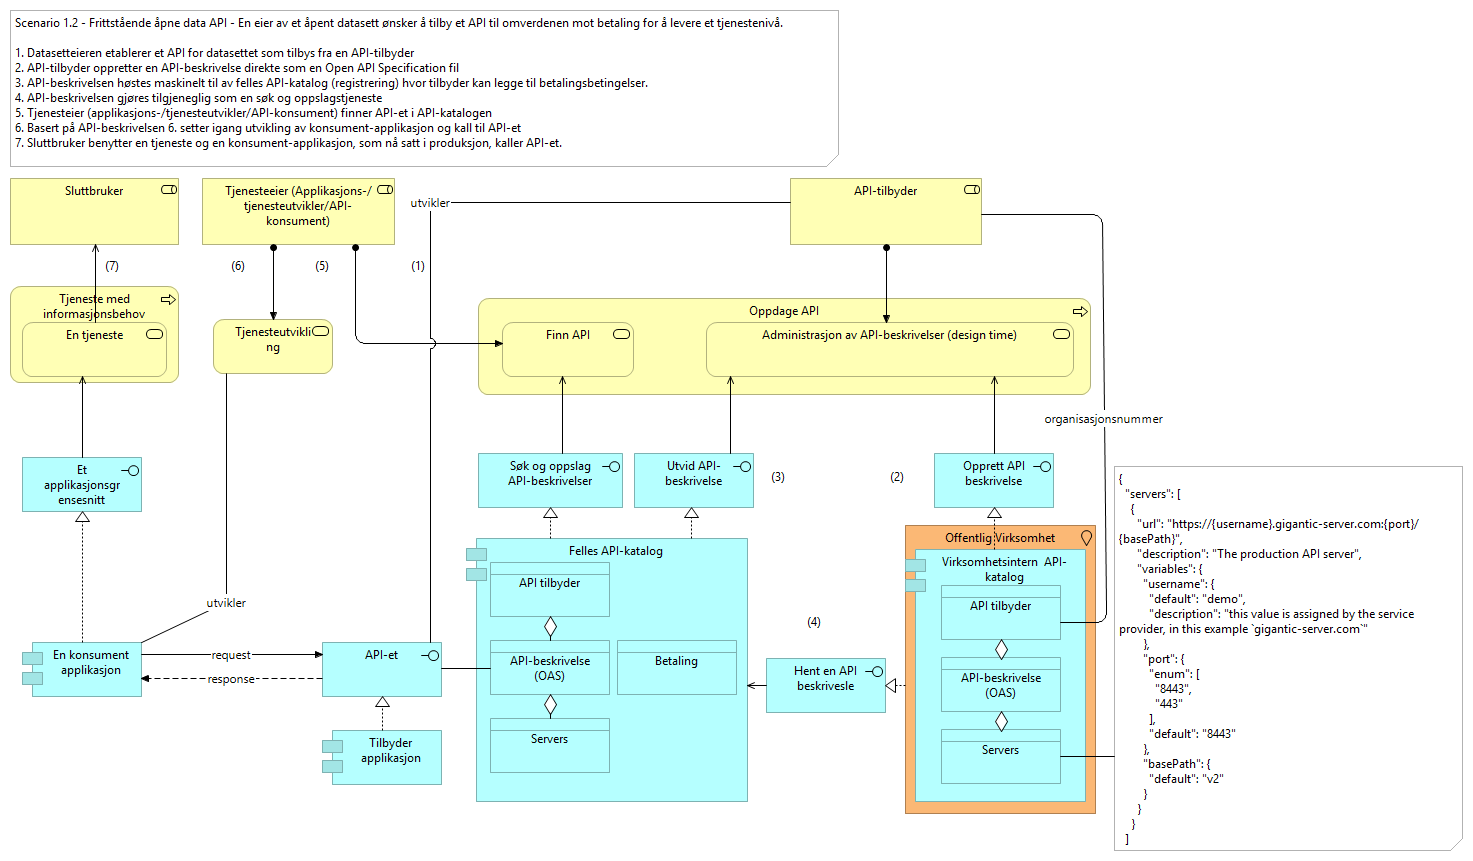 Scenario 1.2 - Frittstående åpne data API - En eier av et åpent datasett ønsker å tilby et API til omverdenen mot betaling for å levere et tjenestenivå.
1. Datasetteieren etablerer et API for datasettet som tilbys fra en API-tilbyder
2. API-tilbyder oppretter en API-beskrivelse direkte som en Open API Specification fil
3. API-beskrivelsen høstes maskinelt til av felles API-katalog (registrering) hvor tilbyder kan legge til betalingsbetingelser.
4. API-beskrivelsen gjøres tilgjeneglig som en søk og oppslagstjeneste
5. Tjenesteier (applikasjons-/tjenesteutvikler/API-konsument) finner API-et i API-katalogen
6. Basert på API-beskrivelsen 6. setter igang utvikling av konsument-applikasjon og kall til API-et
7. Sluttbruker benytter en tjeneste og en konsument-applikasjon, som nå satt i produksjon, kaller API-et.
Sluttbruker
Tjenesteeier (Applikasjons-/
tjenesteutvikler/API-
konsument)
utvikler
API-tilbyder
(7)
(6)
(5)
(1)
Tjeneste med
informasjonsbehov
En tjeneste
Tjenesteutvikli
ng
Oppdage API
Finn API
Administrasjon av API-beskrivelser (design time)
organisasjonsnummer
Et
applikasjonsgr
ensesnitt
Søk og oppslag
API-beskrivelser
Utvid API-
beskrivelse
(3)
(2)
Opprett API
beskrivelse
Felles API-katalog
API tilbyder
API-beskrivelse
(OAS)
Betaling
Servers
Offentlig Virksomhet
Virksomhetsintern API-
katalog
API tilbyder
API-beskrivelse
(OAS)
Servers
(4)
Hent en API
beskrivesle
utvikler
En konsument
applikasjon
request
response
API-et
Tilbyder
applikasjon
{
"servers": [
{
"url": "https://{username}.gigantic-server.com:{port}/
{basePath}",
"description": "The production API server",
"variables": {
"username": {
"default": "demo",
"description": "this value is assigned by the service
provider, in this example `gigantic-server.com`"
},
"port": {
"enum": [
"8443",
"443"
],
"default": "8443"
},
"basePath": {
"default": "v2"
}
}
}
]